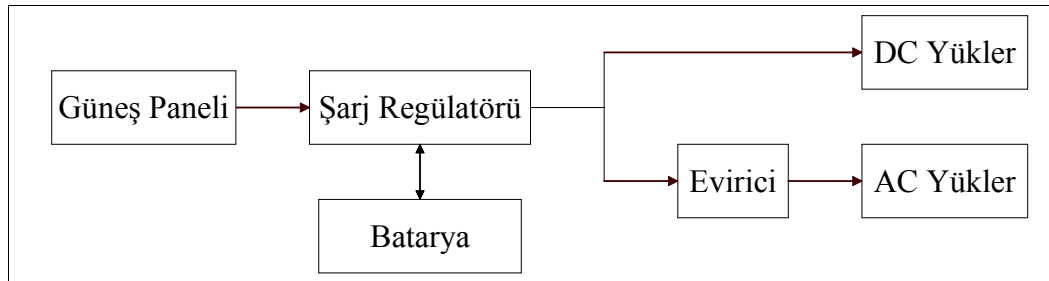 DC Yükler
Güneş Paneli
Şarj Regülatörü
Evirici
AC Yükler
Batarya